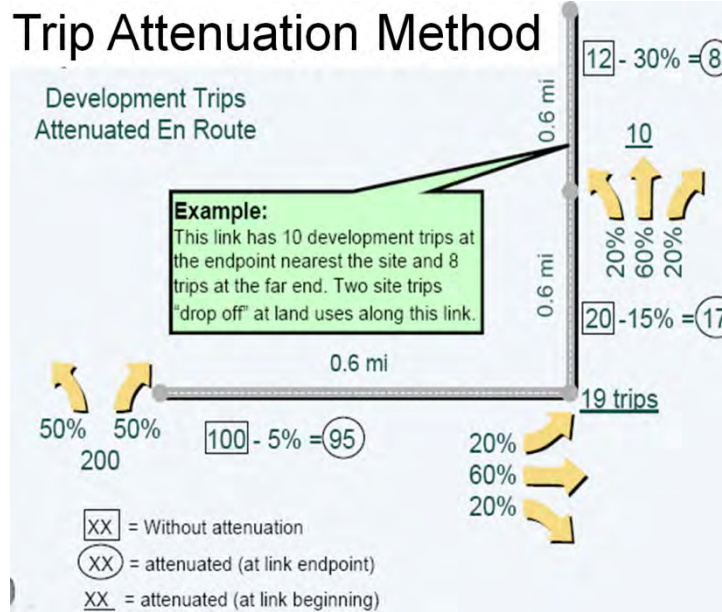 Trip Attenuation Method
Development Trips
Attenuated En Route
12 - 30% = 8
0.6 mi
10
Example:
This link has 10 development trips at
the endpoint nearest the site and 8
trips at the far end. Two site trips
"drop off" at land uses along this link.
20% 60% 20%
0.6 mi
20 -15% = 17
0.6 mi
19 trips
50% 50%
200
100 - 5% = 95
20%
60%
20%
XX = Without attenuation
XX = attenuated (at link endpoint)
XX = attenuated (at link beginning)